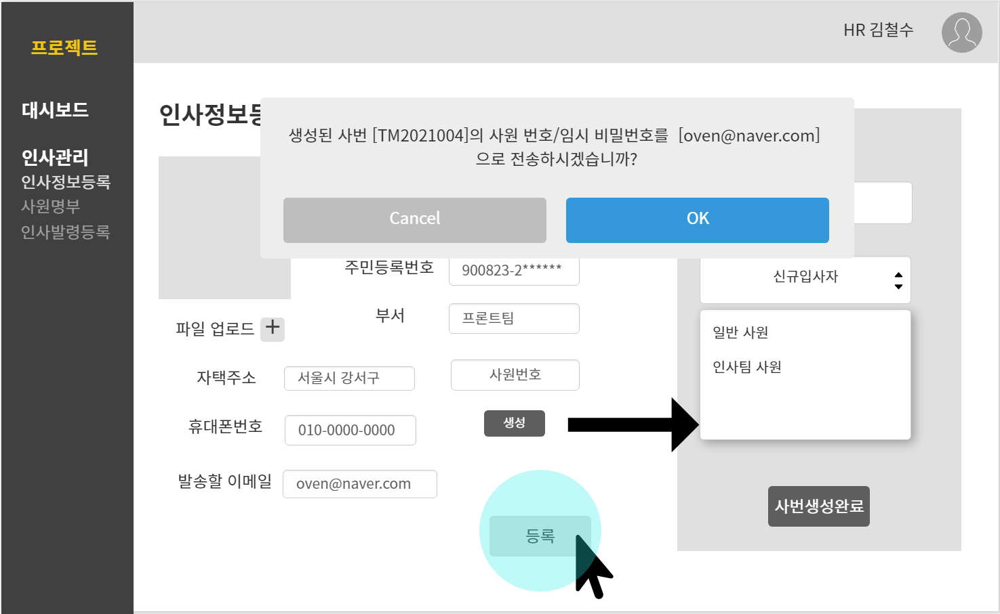 HR 김철수
프로젝트
대시보드
인사관리
인사정보등록
사원명부
인사발령등록
인사정보등
생성된 사번 [TM2021004]의 사원 번호/임시 비밀번호를 [oven@naver.com]
으로 전송하시겠습니까?
Cancel
OK
주민등록번호
900823-2******
부서
프론트팀
파일 업로드 +
자택주소
서울시 강서구
사원번호
휴대폰번호
010-0000-0000
생성
발송할 이메일
oven@naver.com
등록
신규입사자
일반 사원
인사팀 사원
사번생성완료